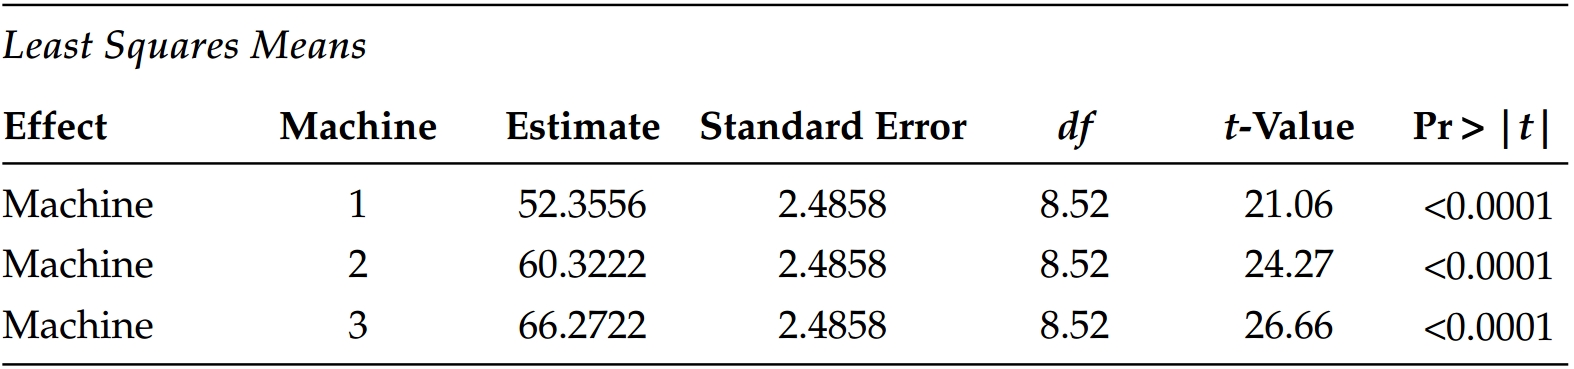 Least Squares Means
Effect Machine Estimate Standard Error df t-Value Pr > |t|
Machine 1 52.3556 2.4858 8.52 21.06 <0.0001
Machine 2 60.3222 2.4858 8.52 24.27 <0.0001
Machine 3 66.2722 2.4858 8.52 26.66 <0.0001